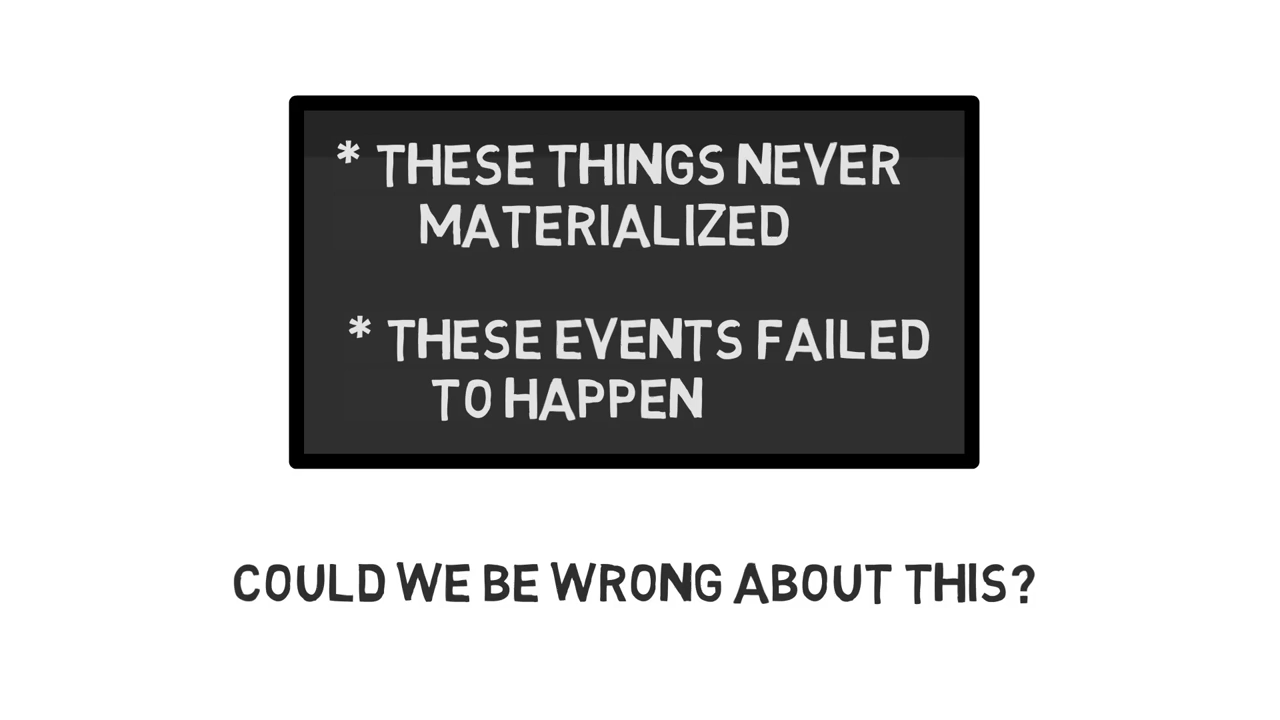 * THESE THINGS NEVER
MATERIALIZED
* THESE EVENTS FAILED
TO HAPPEN
COULD WE BE WRONG ABOUT THIS?